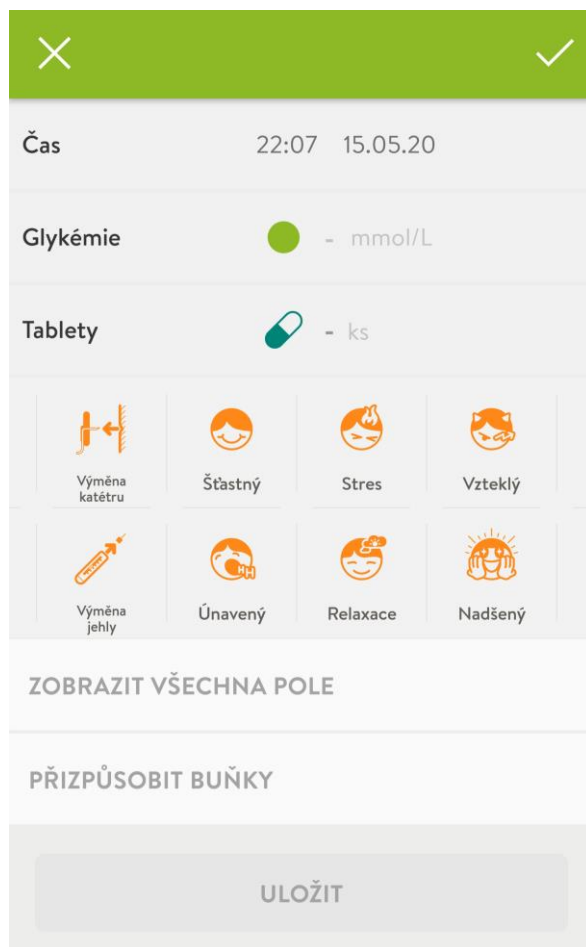 Čas 22:07 15.05.20
Glykémie - mmol/L
Tablety - ks
Výměna
katétru
Šťastný
Stres
Vzteklý
Výměna
jehly
Únavený
Relaxace
Nadšený
ZOBRAZIT VŠECHNA POLE
PŘIZPŮSOBIT BUŇKY
ULOŽIT